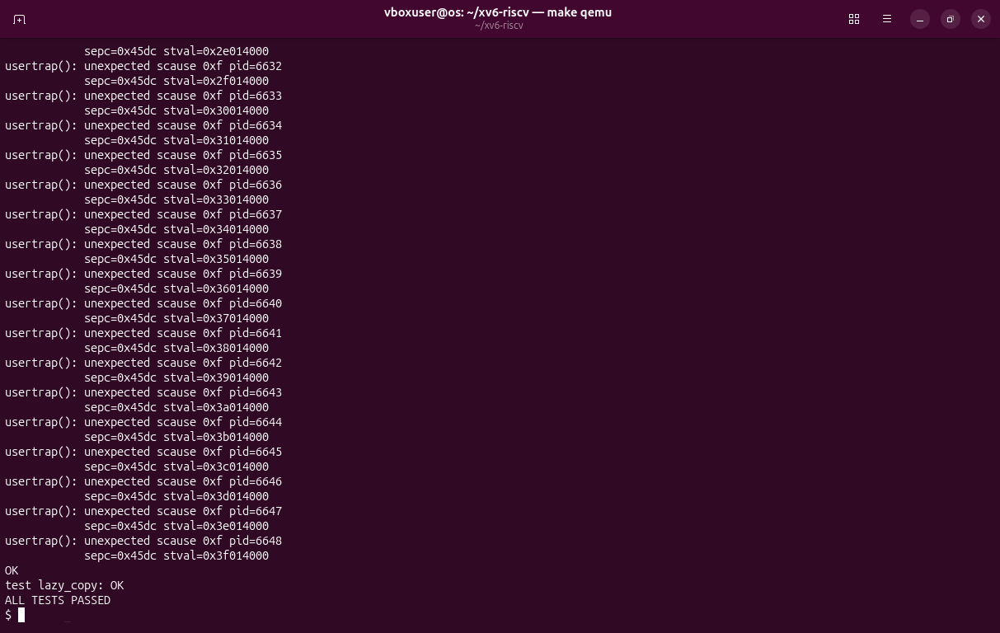 vboxuser@os: ~/xv6-riscv — make qemu
~/xv6-riscv
sepc=0x45dc stval=0x2e014000
usertrap(): unexpected scause 0xf pid=6632
sepc=0x45dc stval=0x2f014000
usertrap(): unexpected scause 0xf pid=6633
sepc=0x45dc stval=0x30014000
usertrap(): unexpected scause 0xf pid=6634
sepc=0x45dc stval=0x31014000
usertrap(): unexpected scause 0xf pid=6635
sepc=0x45dc stval=0x32014000
usertrap(): unexpected scause 0xf pid=6636
sepc=0x45dc stval=0x33014000
usertrap(): unexpected scause 0xf pid=6637
sepc=0x45dc stval=0x34014000
usertrap(): unexpected scause 0xf pid=6638
sepc=0x45dc stval=0x35014000
usertrap(): unexpected scause 0xf pid=6639
sepc=0x45dc stval=0x36014000
usertrap(): unexpected scause 0xf pid=6640
sepc=0x45dc stval=0x37014000
usertrap(): unexpected scause 0xf pid=6641
sepc=0x45dc stval=0x38014000
usertrap(): unexpected scause 0xf pid=6642
sepc=0x45dc stval=0x39014000
usertrap(): unexpected scause 0xf pid=6643
sepc=0x45dc stval=0x3a014000
usertrap(): unexpected scause 0xf pid=6644
sepc=0x45dc stval=0x3b014000
usertrap(): unexpected scause 0xf pid=6645
sepc=0x45dc stval=0x3c014000
usertrap(): unexpected scause 0xf pid=6646
sepc=0x45dc stval=0x3d014000
usertrap(): unexpected scause 0xf pid=6647
sepc=0x45dc stval=0x3e014000
usertrap(): unexpected scause 0xf pid=6648
sepc=0x45dc stval=0x3f014000
OK
test lazy_copy: OK
ALL TESTS PASSED
$